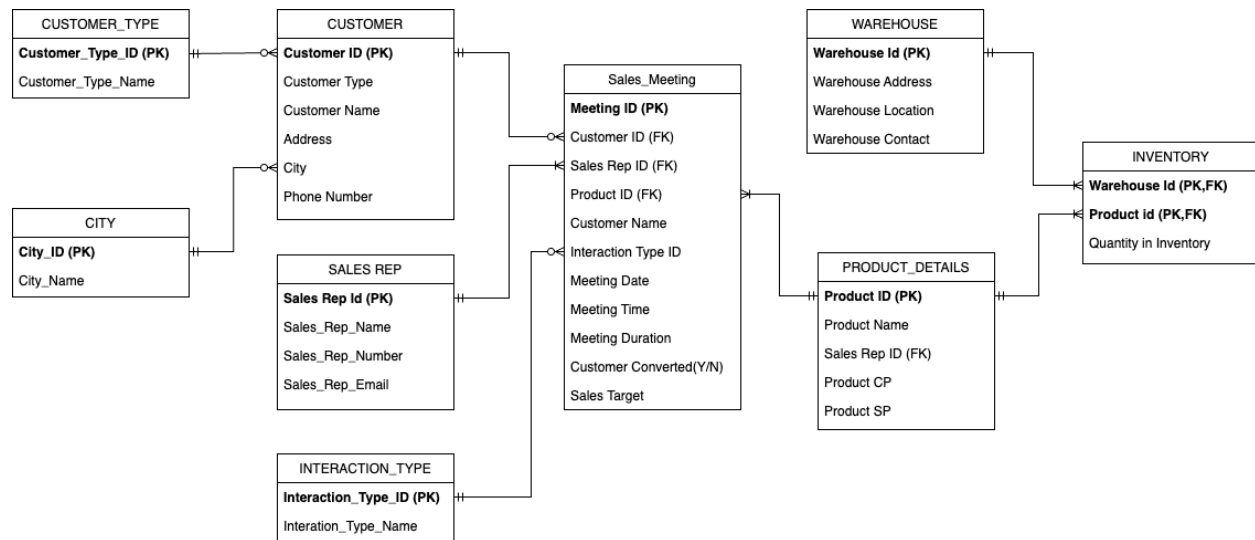 CUSTOMER_TYPE
Customer_Type_ID (PK)
Customer_Type_Name
CUSTOMER
Customer ID (PK)
Customer Type
Customer Name
Address
City
Phone Number
CITY
City_ID (PK)
City_Name
SALES REP
Sales Rep Id (PK)
Sales_Rep_Name
Sales_Rep_Number
Sales_Rep_Email
INTERACTION_TYPE
Interaction_Type_ID (PK)
Interation_Type_Name
Sales_Meeting
Meeting ID (PK)
Customer ID (FK)
Sales Rep ID (FK)
Product ID (FK)
Customer Name
Interaction Type ID
Meeting Date
Meeting Time
Meeting Duration
Customer Converted(Y/N)
Sales Target
WAREHOUSE
Warehouse Id (PK)
Warehouse Address
Warehouse Location
Warehouse Contact
PRODUCT_DETAILS
Product ID (PK)
Product Name
Sales Rep ID (FK)
Product CP
Product SP
INVENTORY
Warehouse Id (PK,FK)
Product id (PK,FK)
Quantity in Inventory